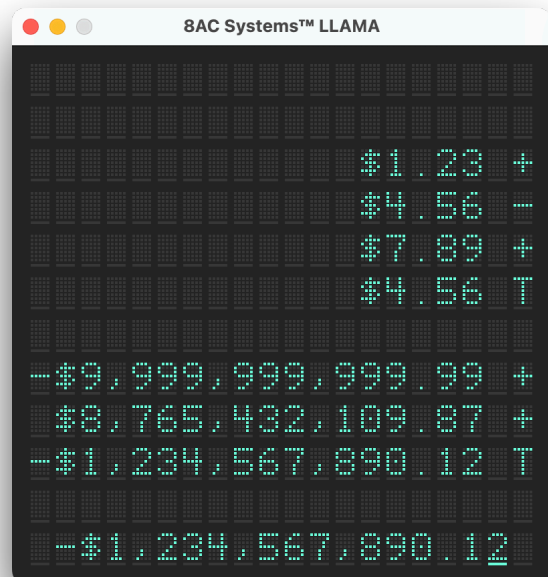 8AC Systems™ LLAMA
$1.23 +
$4.56 -
$7.89 +
$4.56 T
-$9,999,999,999.99 +
$8,765,432,109.87 +
-$1,234,567,890.12 T
-$1,234,567,890.12